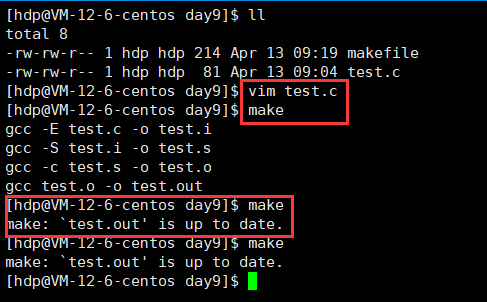 [hdp@VM-12-6-centos day9]$ ll
total 8
-rw-rw-r-- 1 hdp hdp 214 Apr 13 09:19 makefile
-rw-rw-r-- 1 hdp hdp  81 Apr 13 09:04 test.c
[hdp@VM-12-6-centos day9]$ vim test.c
[hdp@VM-12-6-centos day9]$ make
gcc -E test.c -o test.i
gcc -S test.i -o test.s
gcc -c test.s -o test.o
gcc test.o -o test.out
[hdp@VM-12-6-centos day9]$ make
make: `test.out' is up to date.
[hdp@VM-12-6-centos day9]$ make
make: `test.out' is up to date.
[hdp@VM-12-6-centos day9]$